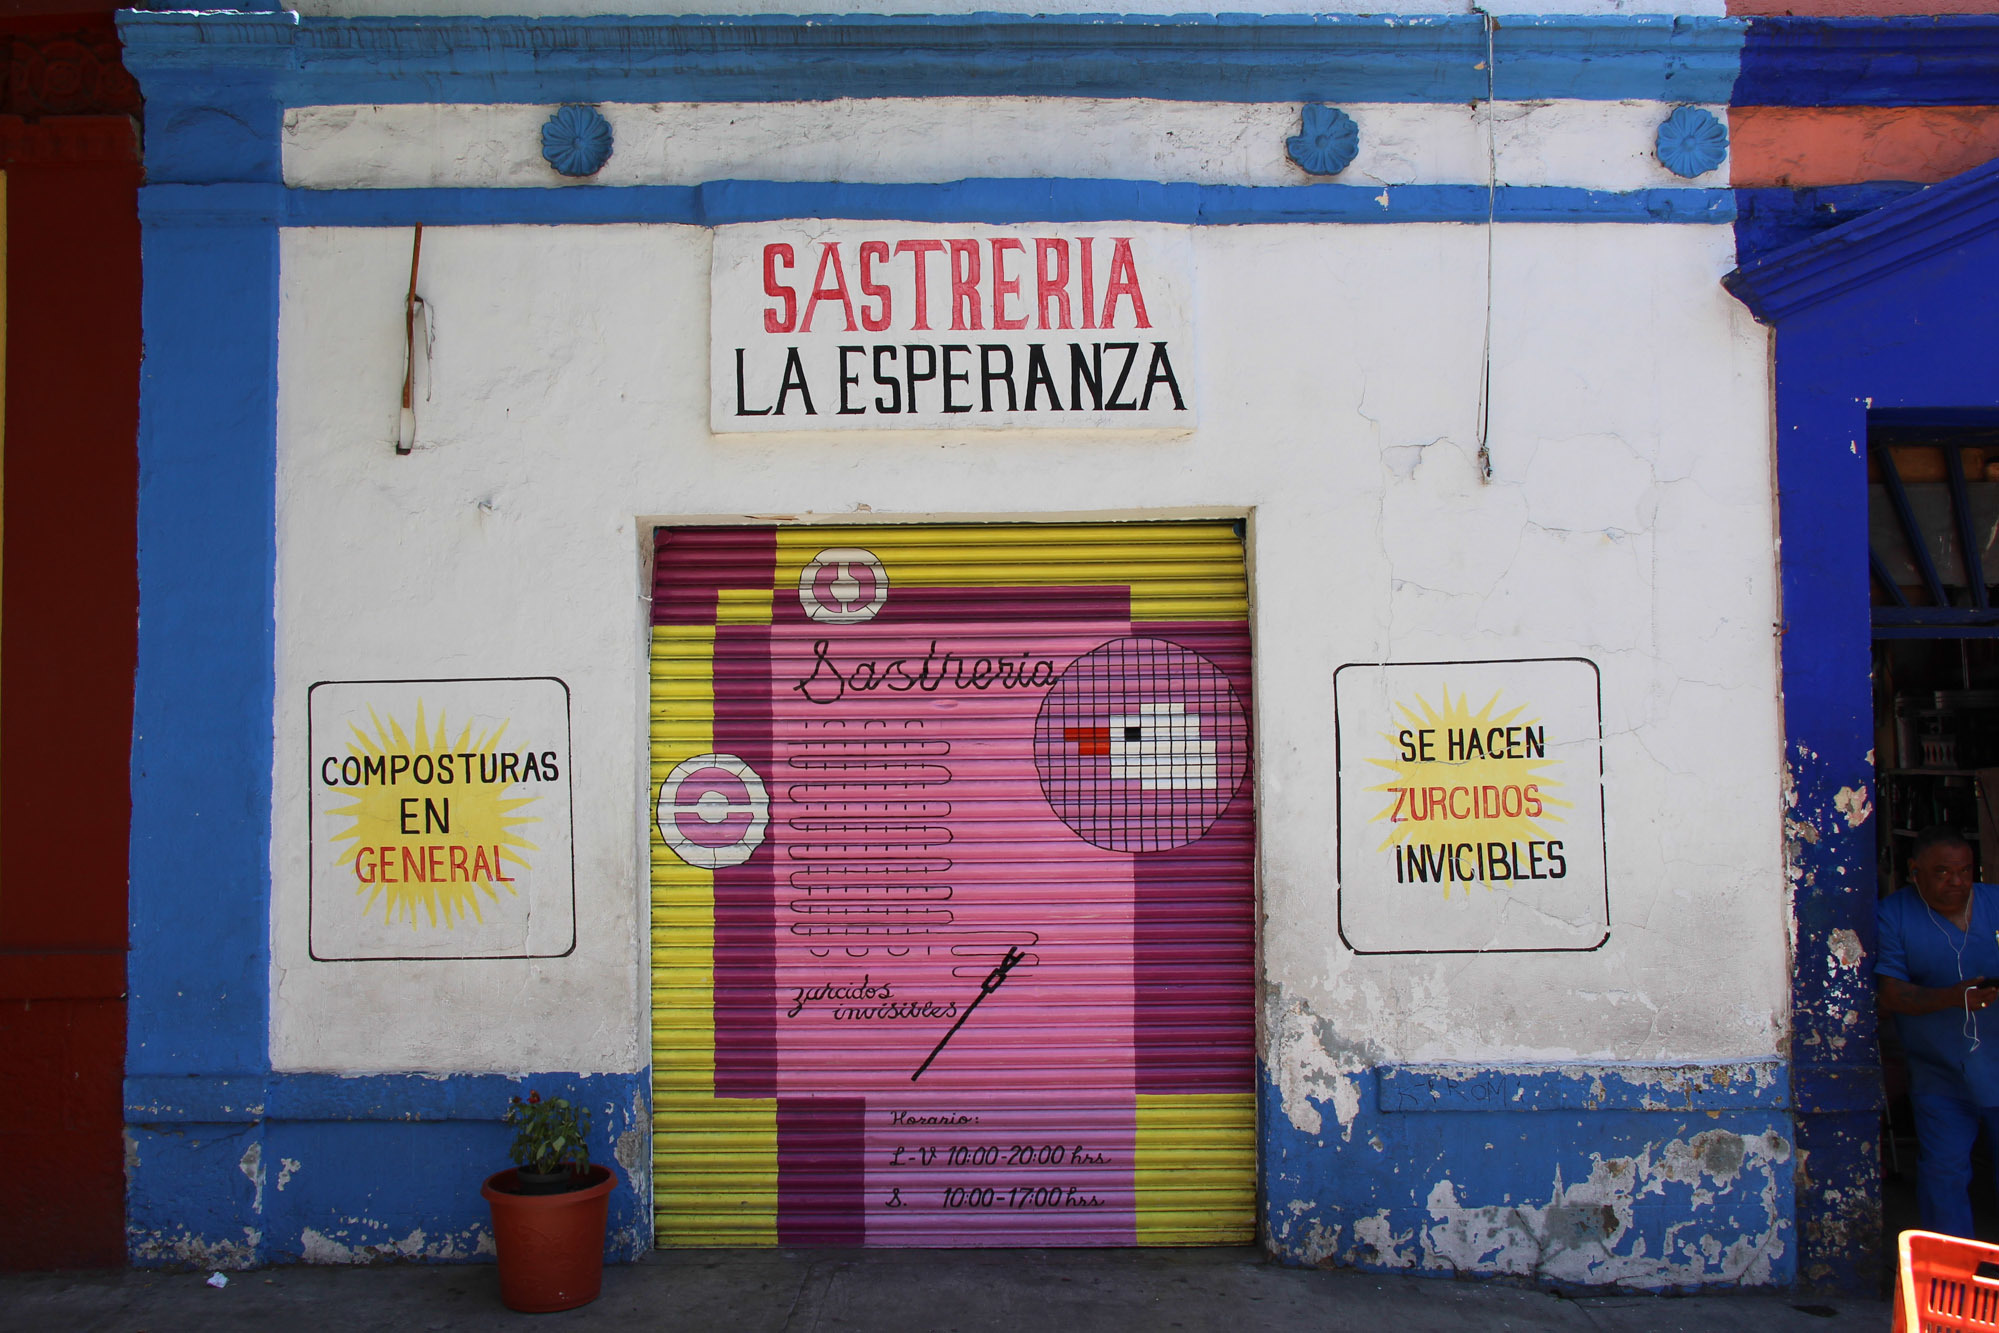 SASTRERIA
LA ESPERANZA
COMPOSTURAS
EN
GENERAL
Sastreria
zurcidos
invisibles
Horario:
L-V 10:00-20:00 hrs
S. 10:00-17:00 hrs
SE HACEN
ZURCIDOS
INVICIBLES